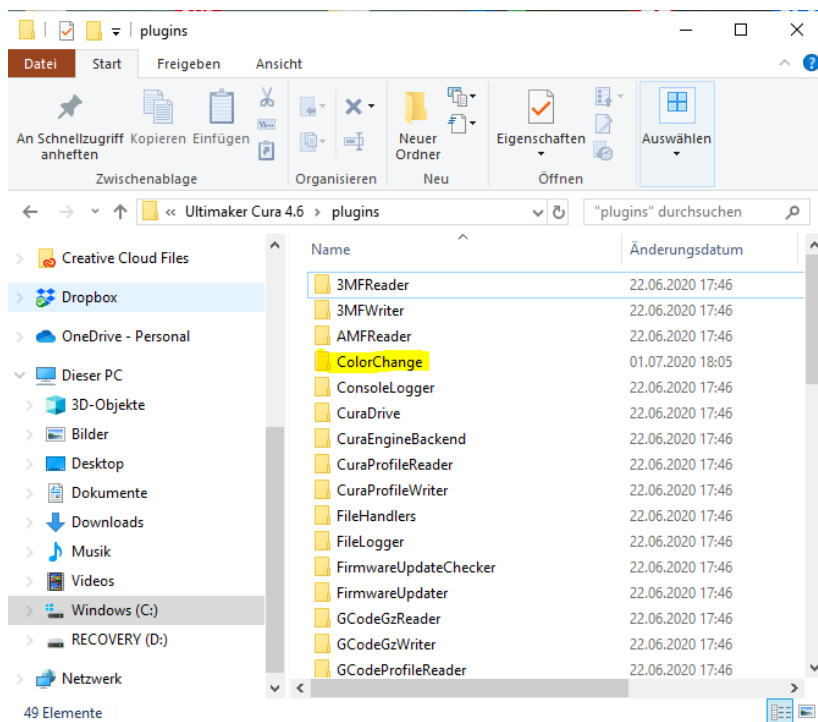 plugins
Datei Start Freigeben Ansicht
An Schnellzugriff anheften
Kopieren
Einfügen
Neuer Ordner
Eigenschaften
Auswählen
Zwischenablage Organisieren Neu Öffnen
« Ultimaker Cura 4.6 › plugins
"plugins" durchsuchen
Creative Cloud Files
Dropbox
OneDrive - Personal
Dieser PC
3D-Objekte
Bilder
Desktop
Dokumente
Downloads
Musik
Videos
Windows (C:)
RECOVERY (D:)
Netzwerk
Name Änderungsdatum
3MFReader 22.06.2020 17:46
3MFWriter 22.06.2020 17:46
AMFReader 22.06.2020 17:46
ColorChange 01.07.2020 18:05
ConsoleLogger 22.06.2020 17:46
CuraDrive 22.06.2020 17:46
CuraEngineBackend 22.06.2020 17:46
CuraProfileReader 22.06.2020 17:46
CuraProfileWriter 22.06.2020 17:46
FileHandlers 22.06.2020 17:46
FileLogger 22.06.2020 17:46
FirmwareUpdateChecker 22.06.2020 17:46
FirmwareUpdater 22.06.2020 17:46
GCodeGzReader 22.06.2020 17:46
GCodeGzWriter 22.06.2020 17:46
GCodeProfileReader 22.06.2020 17:46
49 Elemente